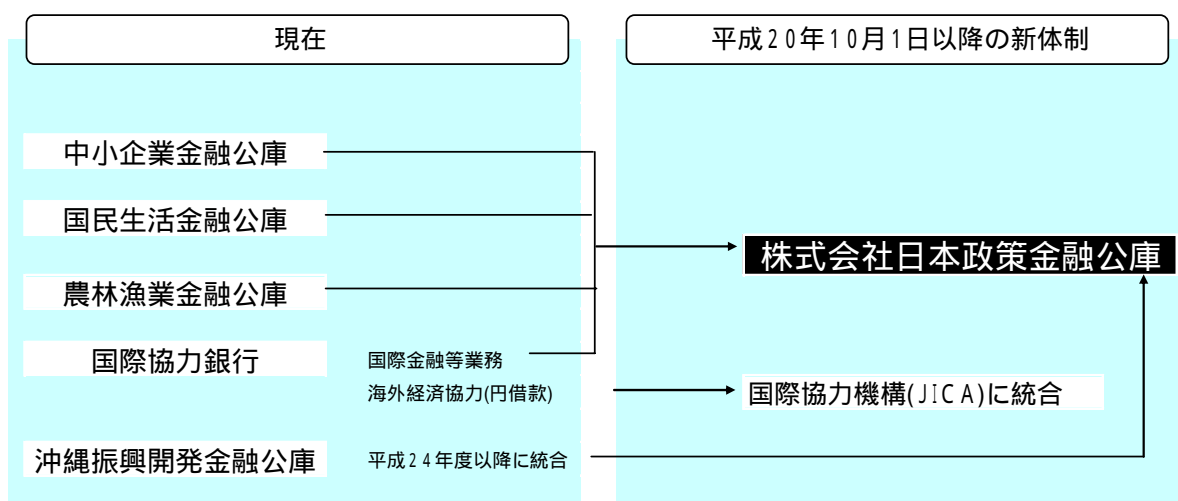 現在
平成20年10月1日以降の新体制
中小企業金融公庫
国民生活金融公庫
株式会社日本政策金融公庫
農林漁業金融公庫
国際協力銀行
国際金融等業務
海外経済協力(円借款)
国際協力機構(JICA)に統合
沖縄振興開発金融公庫
平成24年度以降に統合